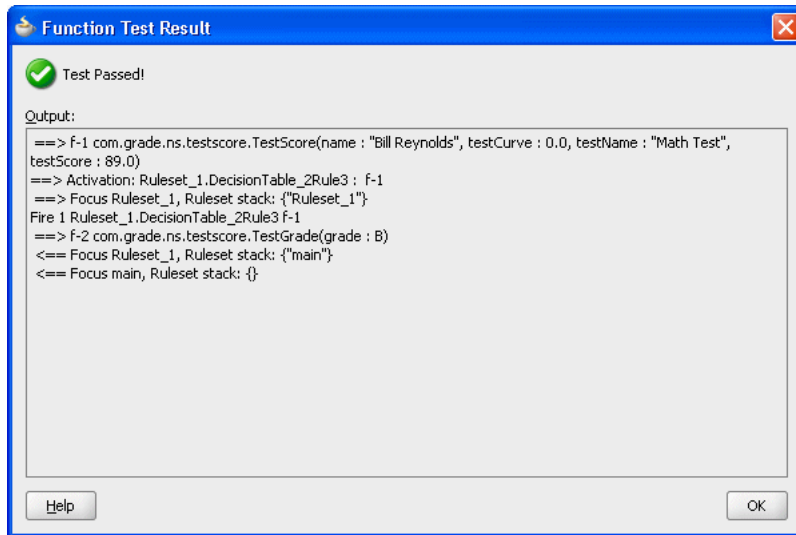 Function Test Result
Test Passed!
Output:
==> f-1 com.grade.ns.testscore.TestScore(name : "Bill Reynolds", testCurve : 0.0, testName : "Math Test",
testScore : 89.0)
==> Activation: Ruleset_1.DecisionTable_2Rule3 : f-1
==> Focus Ruleset_1, Ruleset stack: {"Ruleset_1"}
Fire 1 Ruleset_1.DecisionTable_2Rule3 f-1
==> f-2 com.grade.ns.testscore.TestGrade(grade : B)
<== Focus Ruleset_1, Ruleset stack: {"main"}
<== Focus main, Ruleset stack: {}
Help
OK